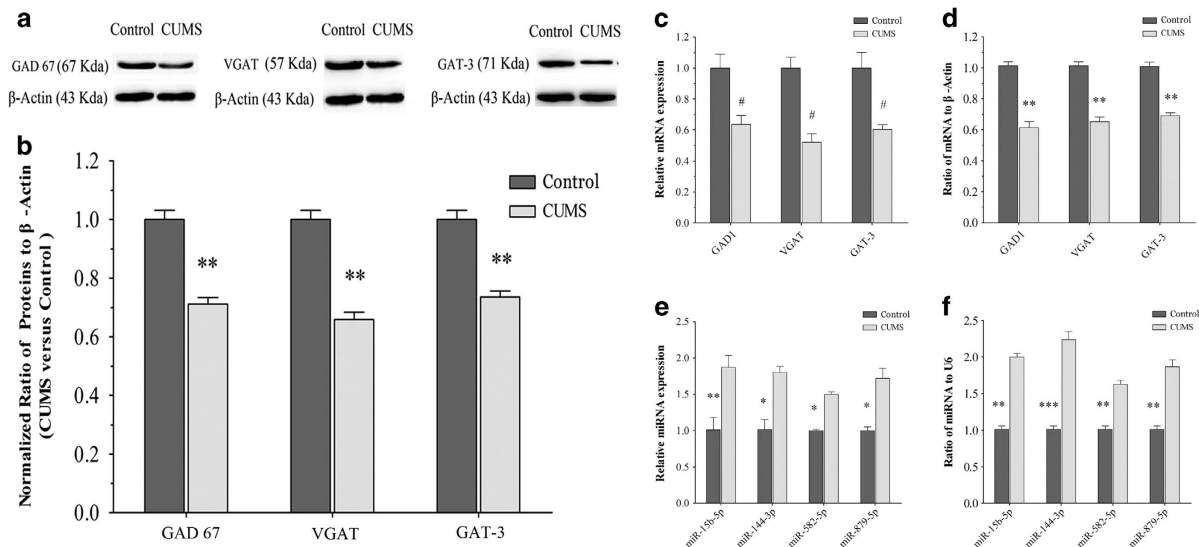 a
Control CUMS
GAD 67 (67 Kda)
β-Actin (43 Kda)
Control CUMS
VGAT (57 Kda)
β-Actin (43 Kda)
Control CUMS
GAT-3 (71 Kda)
β-Actin (43 Kda)
b
Normalized Ratio of Proteins to β -Actin
(CUMS versus Control )
1.2
1.0
0.8
0.6
0.4
0.2
0.0
Control
CUMS
**
**
**
GAD 67
VGAT
GAT-3
c
Relative mRNA expression
1.2
1.0
0.8
0.6
0.4
0.2
0.0
Control
CUMS
#
#
#
GAD1
VGAT
GAT-3
d
Ratio of mRNA to β -Actin
1.2
1.0
0.8
0.6
0.4
0.2
0.0
Control
CUMS
**
**
**
GAD1
VGAT
GAT-3
e
Relative miRNA expression
2.5
2.0
1.5
1.0
0.5
0.0
Control
CUMS
**
*
*
*
miR-15b-5p
miR-144-3p
miR-582-5p
miR-879-5p
f
Ratio of miRNA to U6
2.5
2.0
1.5
1.0
0.5
0.0
Control
CUMS
**
***
**
**
miR-15b-5p
miR-144-3p
miR-582-5p
miR-879-5p